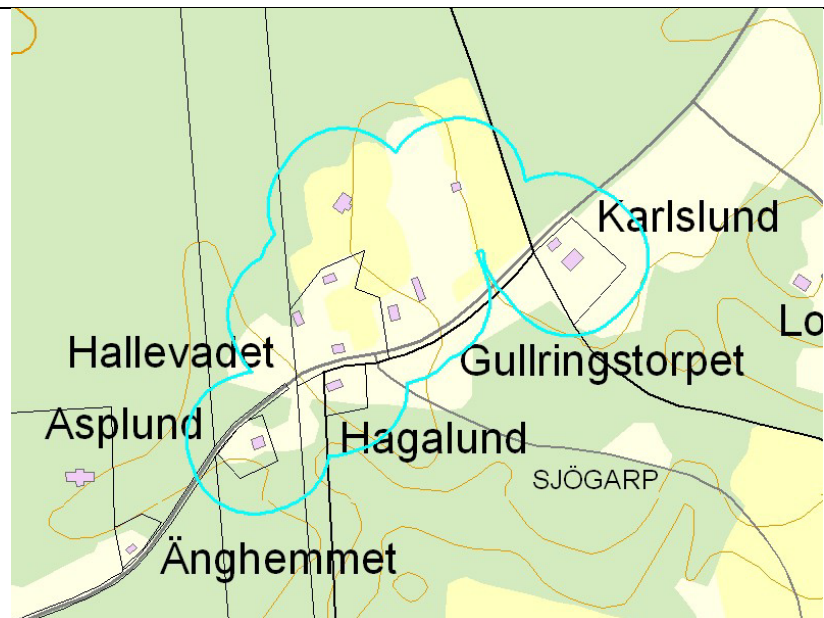 Karlslund
Lo
Hallevadet
Gullringstorpet
Asplund
Hagalund
SJÖGARP
Änghemmet